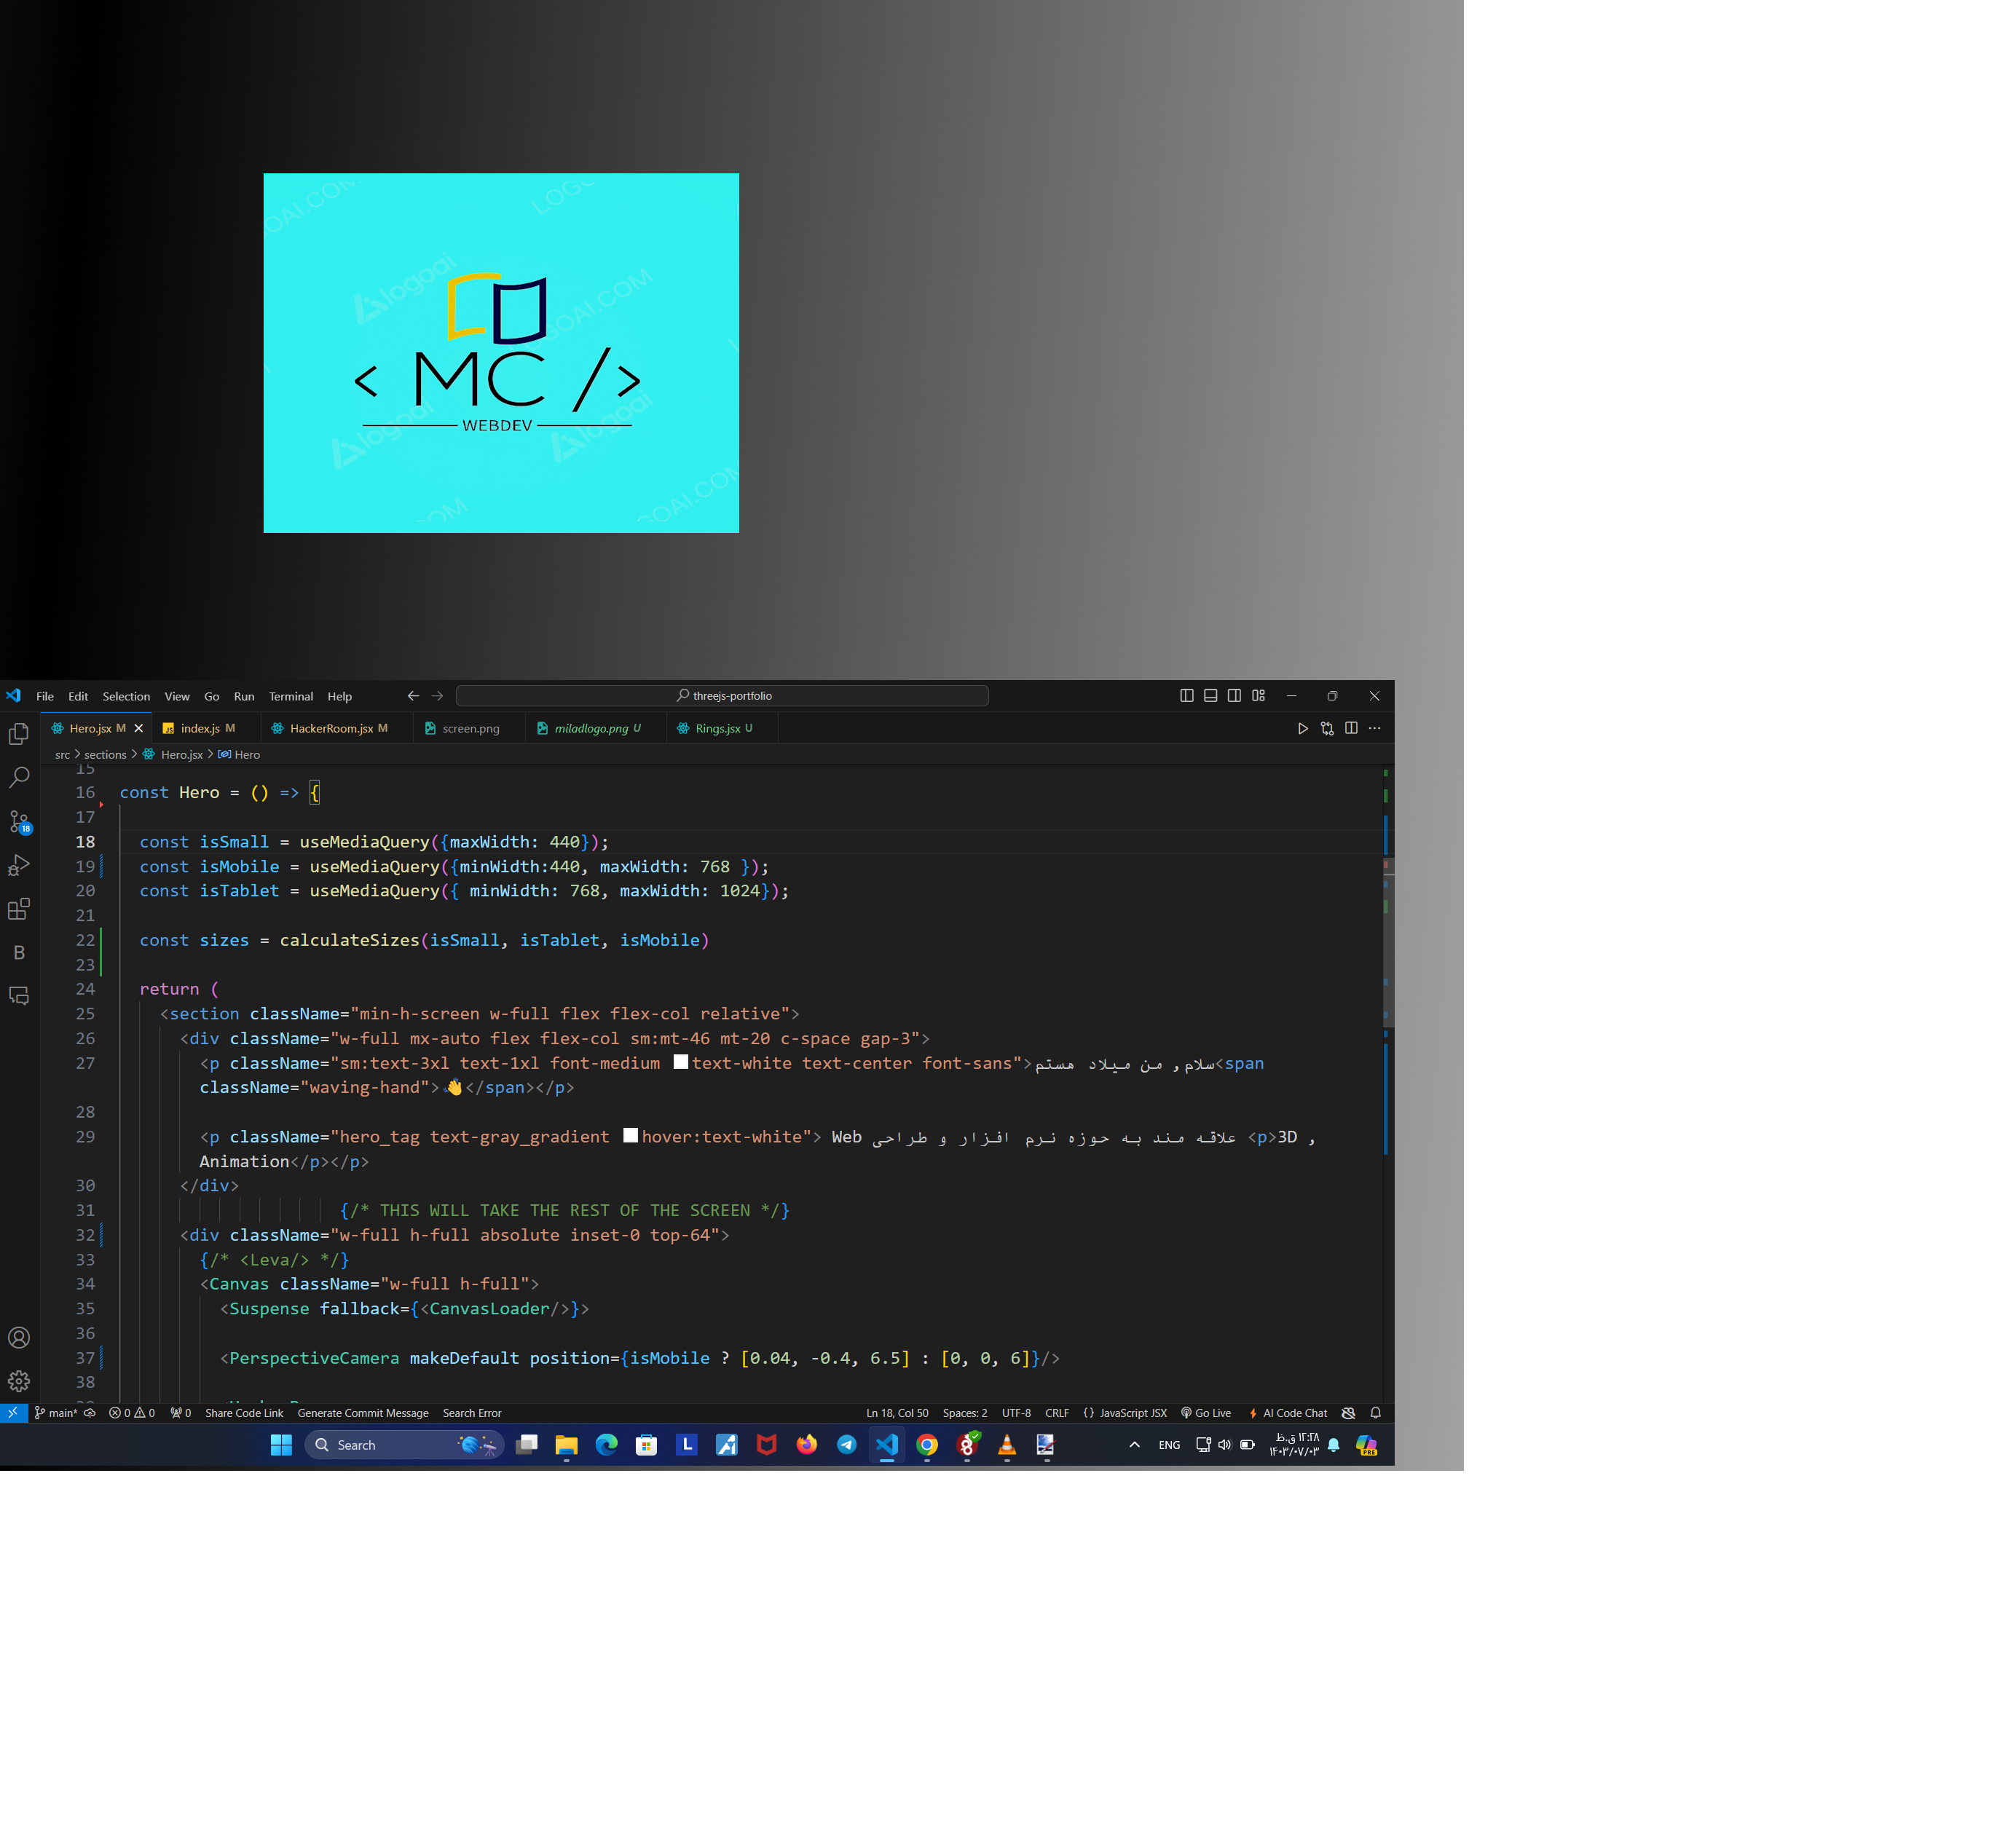 OAI.COM
LOGO
logoai
GOAI.COM
< MC />
WEBDEV
logoai
logoai
GOAI.COM
COM
File Edit Selection View Go Run Terminal Help
threejs-portfolio
Hero.jsx M
index.js M
HackerRoom.jsx M
screen.png
miladlogo.png U
Rings.jsx U
src > sections > Hero.jsx > Hero
15
16 const Hero = () => {
17
18 const isSmall = useMediaQuery({maxWidth: 440});
19 const isMobile = useMediaQuery({minWidth:440, maxWidth: 768 });
20 const isTablet = useMediaQuery({ minWidth: 768, maxWidth: 1024});
21
22 const sizes = calculateSizes(isSmall, isTablet, isMobile)
23
24 return (
25 <section className="min-h-screen w-full flex flex-col relative">
26 <div className="w-full mx-auto flex flex-col sm:mt-46 mt-20 c-space gap-3">
27 <p className="sm:text-3xl text-1xl font-medium text-white text-center font-sans">سلام, من میلاد هستم<span
className="waving-hand">👋</span></p>
28
29 <p className="hero_tag text-gray_gradient hover:text-white"> Web علاقه مند به حوزه نرم افزار و طراحی <p>3D ,
Animation</p></p>
30 </div>
31 {/* THIS WILL TAKE THE REST OF THE SCREEN */}
32 <div className="w-full h-full absolute inset-0 top-64">
33 {/* <Leva/> */}
34 <Canvas className="w-full h-full">
35 <Suspense fallback={<CanvasLoader/>}>
36
37 <PerspectiveCamera makeDefault position={isMobile ? [0.04, -0.4, 6.5] : [0, 0, 6]}/>
38
18
B
main* 0 0 0 Share Code Link Generate Commit Message Search Error Ln 18, Col 50 Spaces: 2 UTF-8 CRLF {} JavaScript JSX Go Live AI Code Chat
Search
L
ENG
۱۲:۲۸ ق.ظ
۱۴۰۳/۰۷/۰۳
PRE